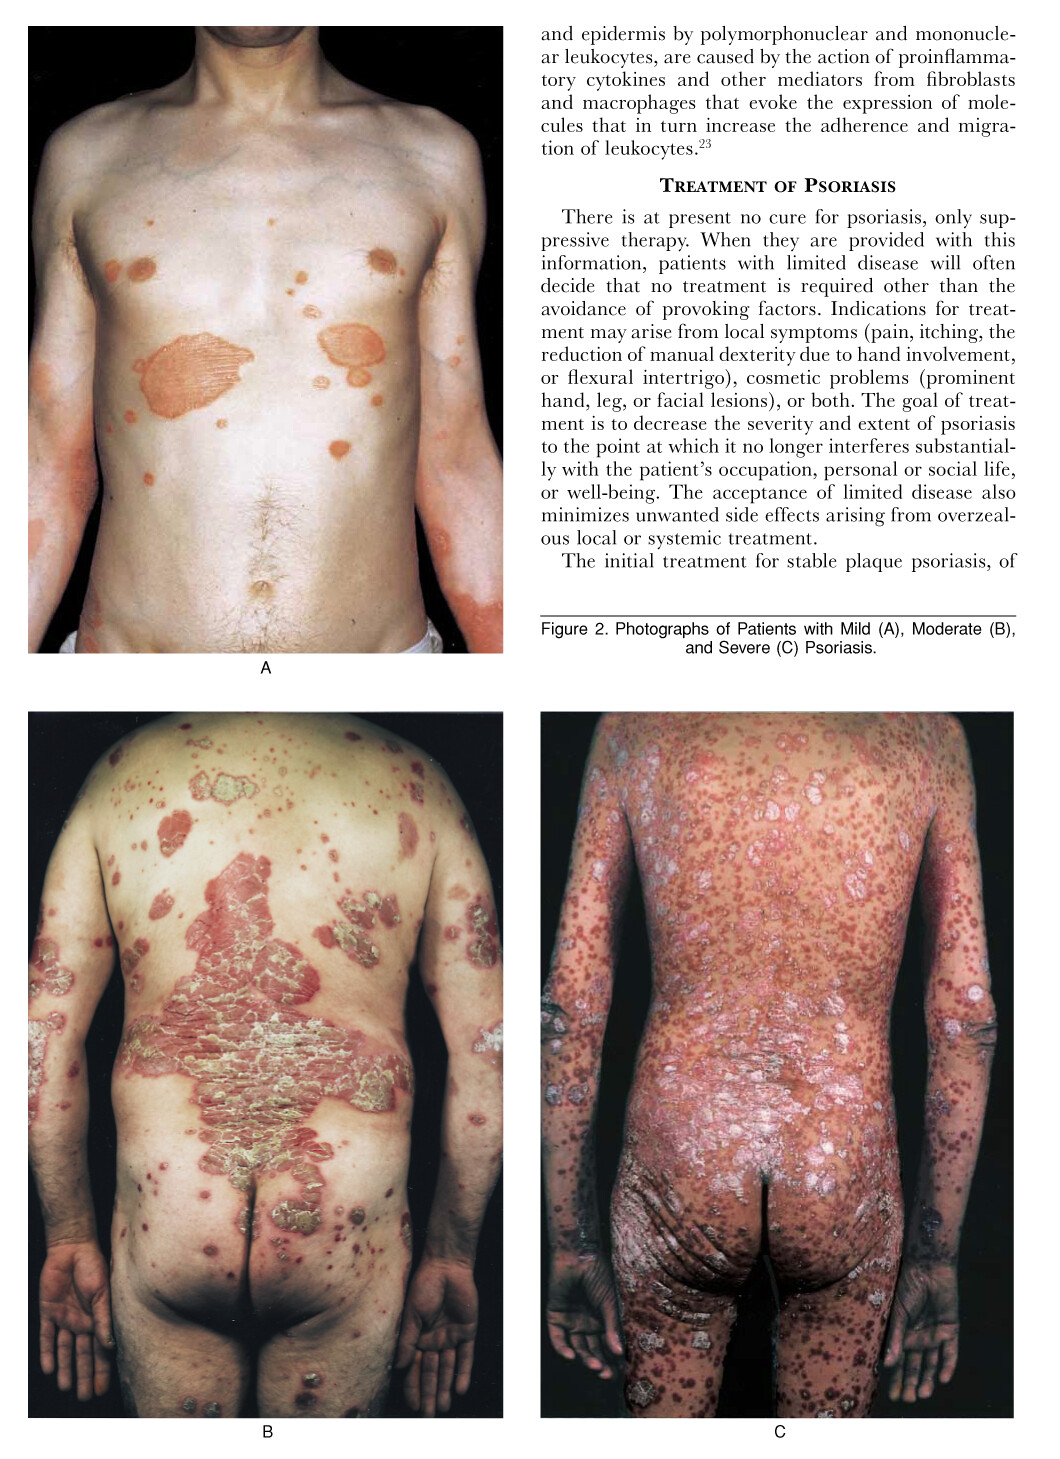 and epidermis by polymorphonuclear and mononucle-
ar leukocytes, are caused by the action of proinflamma-
tory cytokines and other mediators from fibroblasts
and macrophages that evoke the expression of mole-
cules that in turn increase the adherence and migra-
tion of leukocytes.23
TREATMENT OF PSORIASIS
There is at present no cure for psoriasis, only sup-
pressive therapy. When they are provided with this
information, patients with limited disease will often
decide that no treatment is required other than the
avoidance of provoking factors. Indications for treat-
ment may arise from local symptoms (pain, itching, the
reduction of manual dexterity due to hand involvement,
or flexural intertrigo), cosmetic problems (prominent
hand, leg, or facial lesions), or both. The goal of treat-
ment is to decrease the severity and extent of psoriasis
to the point at which it no longer interferes substantial-
ly with the patient's occupation, personal or social life,
or well-being. The acceptance of limited disease also
minimizes unwanted side effects arising from overzeal-
ous local or systemic treatment.
The initial treatment for stable plaque psoriasis, of
Figure 2. Photographs of Patients with Mild (A), Moderate (B),
and Severe (C) Psoriasis.
A
B
C